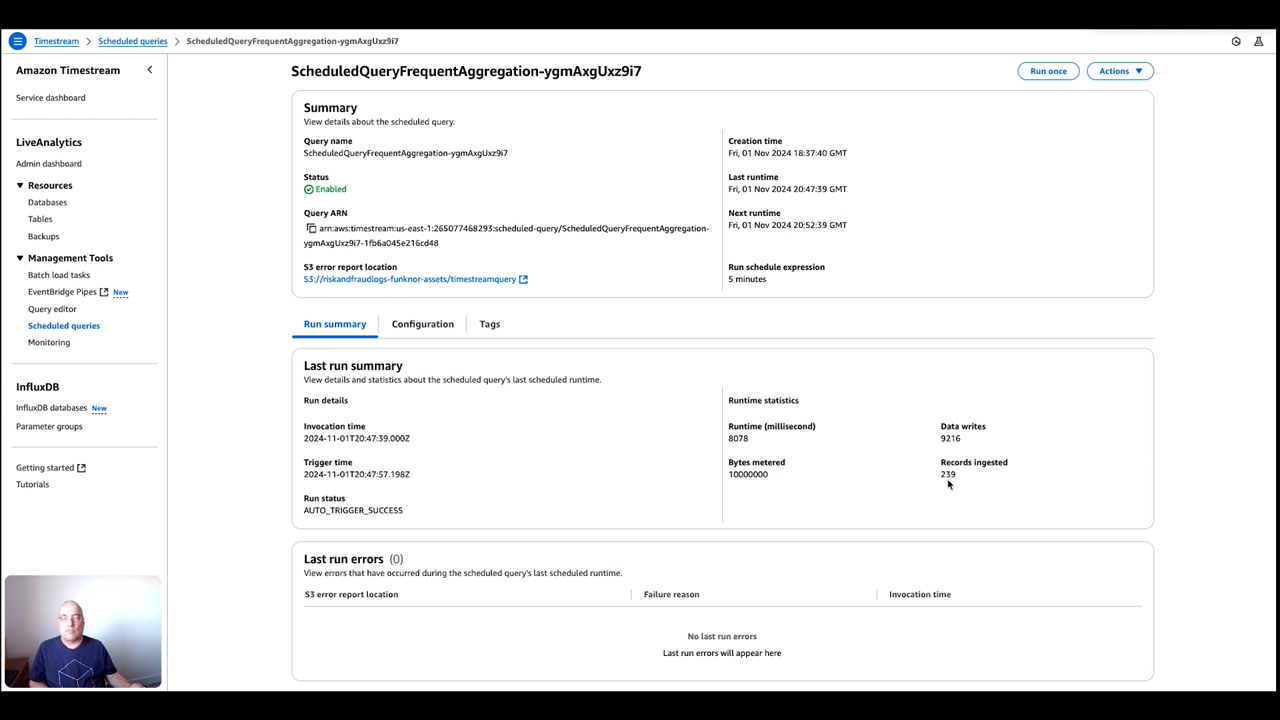 Timestream > Scheduled queries > ScheduledQueryFrequentAggregation-ygmAxgUxz9i7
Amazon Timestream
Service dashboard
LiveAnalytics
Admin dashboard
Resources
Databases
Tables
Backups
Management Tools
Batch load tasks
EventBridge Pipes New
Query editor
Scheduled queries
Monitoring
InfluxDB
InfluxDB databases New
Parameter groups
Getting started
Tutorials
ScheduledQueryFrequentAggregation-ygmAxgUxz9i7
Run once
Actions
Summary
View details about the scheduled query.
Query name
ScheduledQueryFrequentAggregation-ygmAxgUxz9i7
Status
Enabled
Query ARN
arn:aws:timestream:us-east-1:265077468293:scheduled-query/ScheduledQueryFrequentAggregation-
ygmAxgUxz9i7-1fb6a045e216cd48
S3 error report location
S3://riskandfraudlogs-funknor-assets/timestreamquery
Creation time
Fri, 01 Nov 2024 18:37:40 GMT
Last runtime
Fri, 01 Nov 2024 20:47:39 GMT
Next runtime
Fri, 01 Nov 2024 20:52:39 GMT
Run schedule expression
5 minutes
Run summary
Configuration
Tags
Last run summary
View details and statistics about the scheduled query's last scheduled runtime.
Run details
Invocation time
2024-11-01T20:47:39.000Z
Trigger time
2024-11-01T20:47:57.198Z
Run status
AUTO_TRIGGER_SUCCESS
Runtime statistics
Runtime (millisecond)
8078
Data writes
9216
Bytes metered
10000000
Records ingested
239
Last run errors (0)
View errors that have occurred during the scheduled query's last scheduled runtime.
S3 error report location
Failure reason
Invocation time
No last run errors
Last run errors will appear here